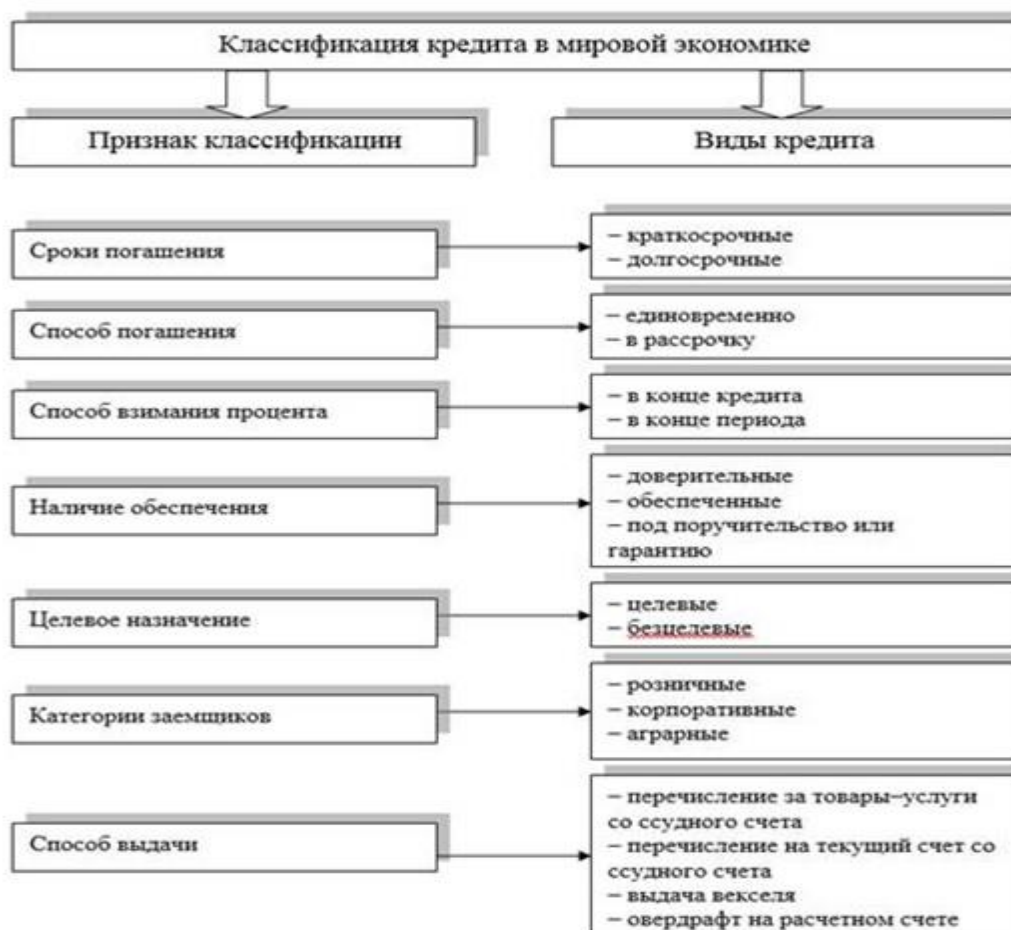 Классификация кредита в мировой экономике
Признак классификации
Виды кредита
Сроки погашения
– краткосрочные
– долгосрочные
Способ погашения
– единовременно
– в рассрочку
Способ взимания процента
– в конце кредита
– в конце периода
Наличие обеспечения
– доверительные
– обеспеченные
– под поручительство или
гарантию
Целевое назначение
– целевые
– безцелевые
Категории заемщиков
– розничные
– корпоративные
– аграрные
Способ выдачи
– перечисление за товары–услуги
со ссудного счета
– перечисление на текущий счет со
ссудного счета
– выдача векселя
– овердрафт на расчетном счете